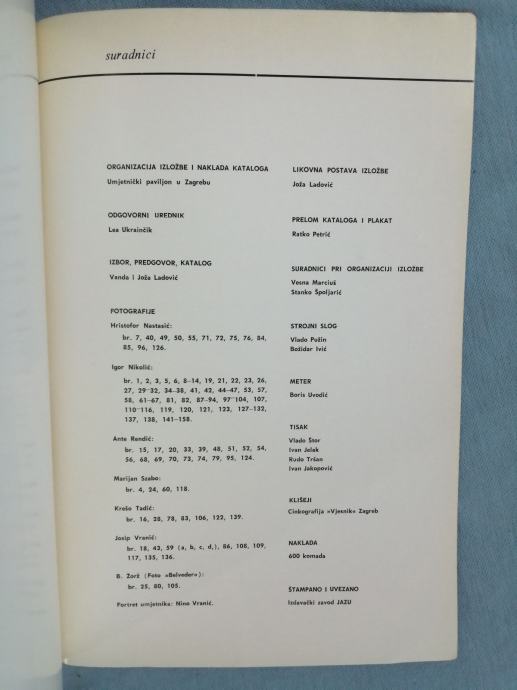 suradnici
ORGANIZACIJA IZLOŽBE I NAKLADA KATALOGA
Umjetnički paviljon u Zagrebu
ODGOVORNI UREDNIK
Lea Ukrainčik
IZBOR, PREDGOVOR, KATALOG
Vanda i Joža Ladović
FOTOGRAFIJE
Hristofor Nastasić:
br. 7, 40, 49, 50, 55, 71, 72, 75, 76, 84,
85, 96, 126.
Igor Nikolić:
br. 1, 2, 3, 5, 6, 8–14, 19, 21, 22, 23, 26,
27, 29–32, 34–38, 41, 42, 44–47, 53, 57,
58, 61–67, 81, 82, 87–94, 97–104, 107,
110–116, 119, 120, 121, 123, 127–132,
137, 138, 141–158.
Ante Rendić:
br. 15, 17, 20, 33, 39, 48, 51, 52, 54,
56, 68, 69, 70, 73, 74, 79, 95, 124.
Marijan Szabo:
br. 4, 24, 60, 118.
Krešo Tadić:
br. 16, 28, 78, 83, 106, 122, 139.
Josip Vranić:
br. 18, 43, 59 (a, b, c, d,), 86, 108, 109,
117, 135, 136.
B. Zorž (Foto »Belveder«):
br. 25, 80, 105.
Portret umjetnika: Nino Vranić.
LIKOVNA POSTAVA IZLOŽBE
Joža Ladović
PRELOM KATALOGA I PLAKAT
Ratko Petrić
SURADNICI PRI ORGANIZACIJI IZLOŽBE
Vesna Marciuš
Stanko Špoljarić
STROJNI SLOG
Vlado Pužin
Božidar Ivić
METER
Boris Uvodić
TISAK
Vlado Štor
Ivan Jelak
Rudo Tršan
Ivan Jakopović
KLIŠEJI
Cinkografija »Vjesnik« Zagreb
NAKLADA
600 komada
ŠTAMPANO I UVEZANO
Izdavački zavod JAZU